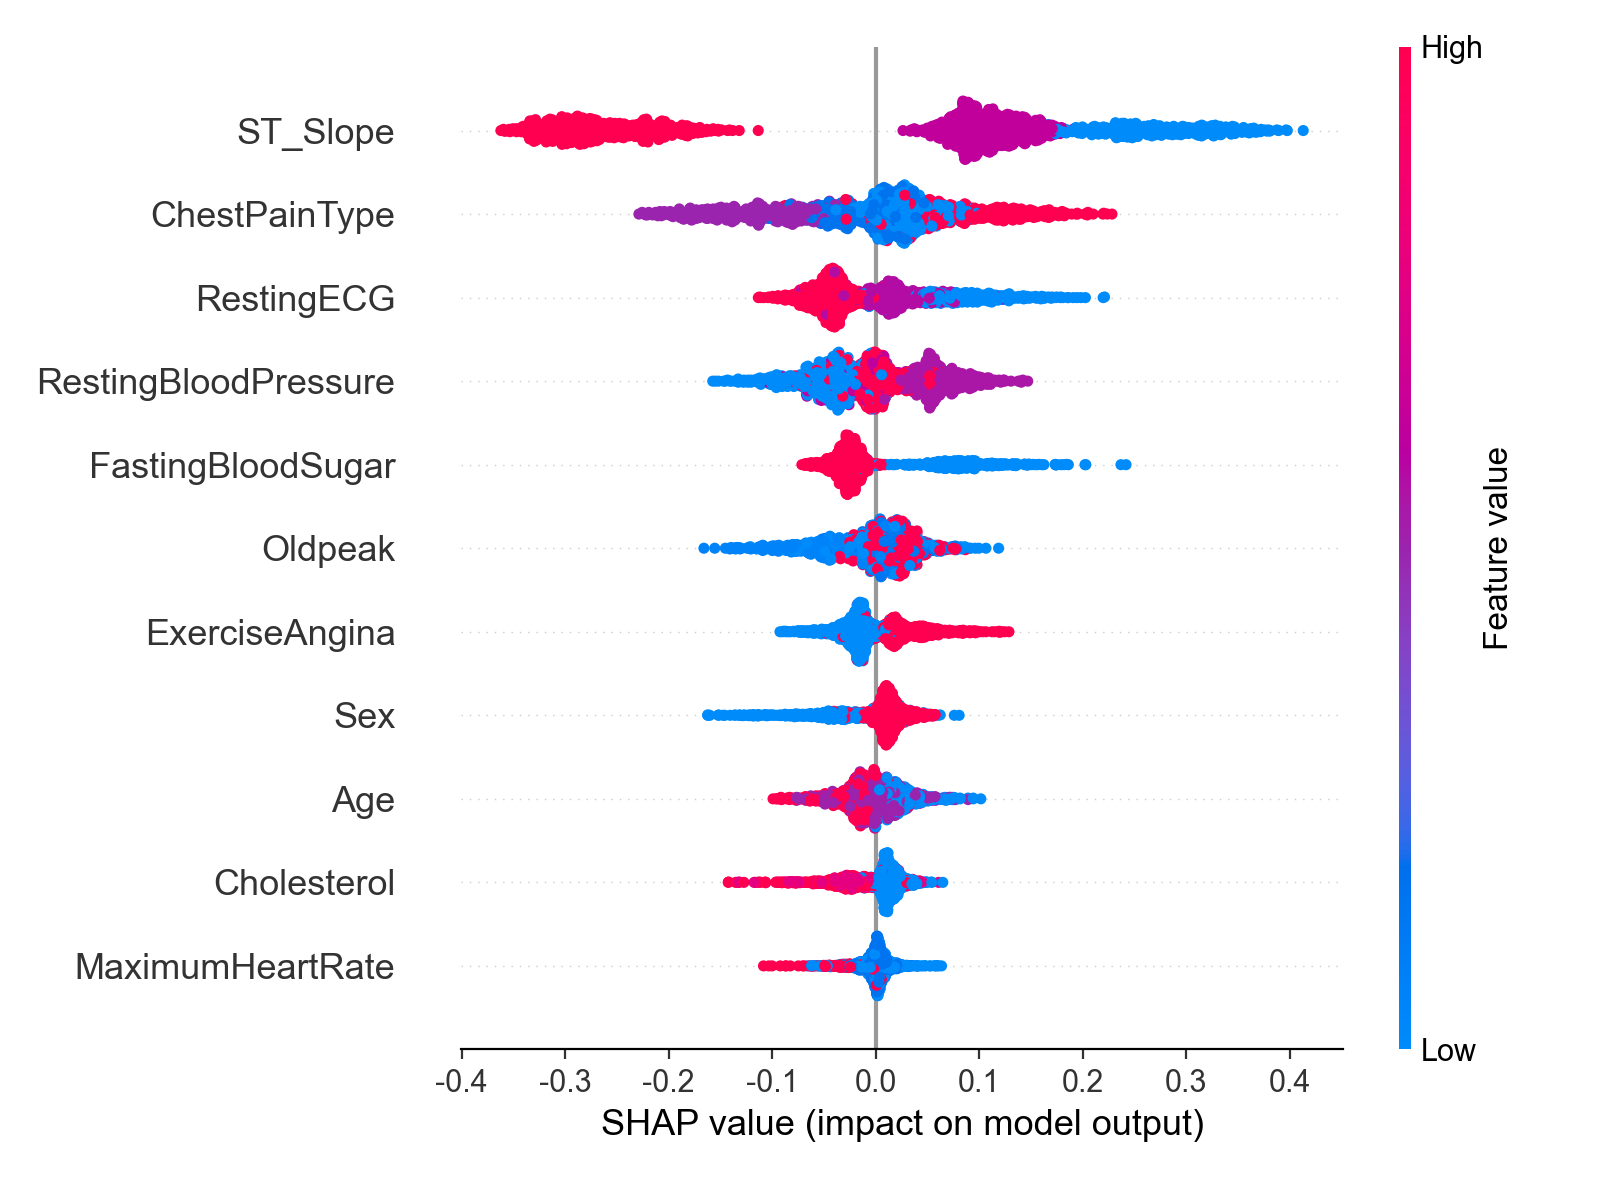 High
ST_Slope
ChestPainType
RestingECG
RestingBloodPressure
FastingBloodSugar
Oldpeak
ExerciseAngina
Sex
Age
Cholesterol
MaximumHeartRate
Feature value
Low
-0.4 -0.3 -0.2 -0.1 0.0 0.1 0.2 0.3 0.4
SHAP value (impact on model output)